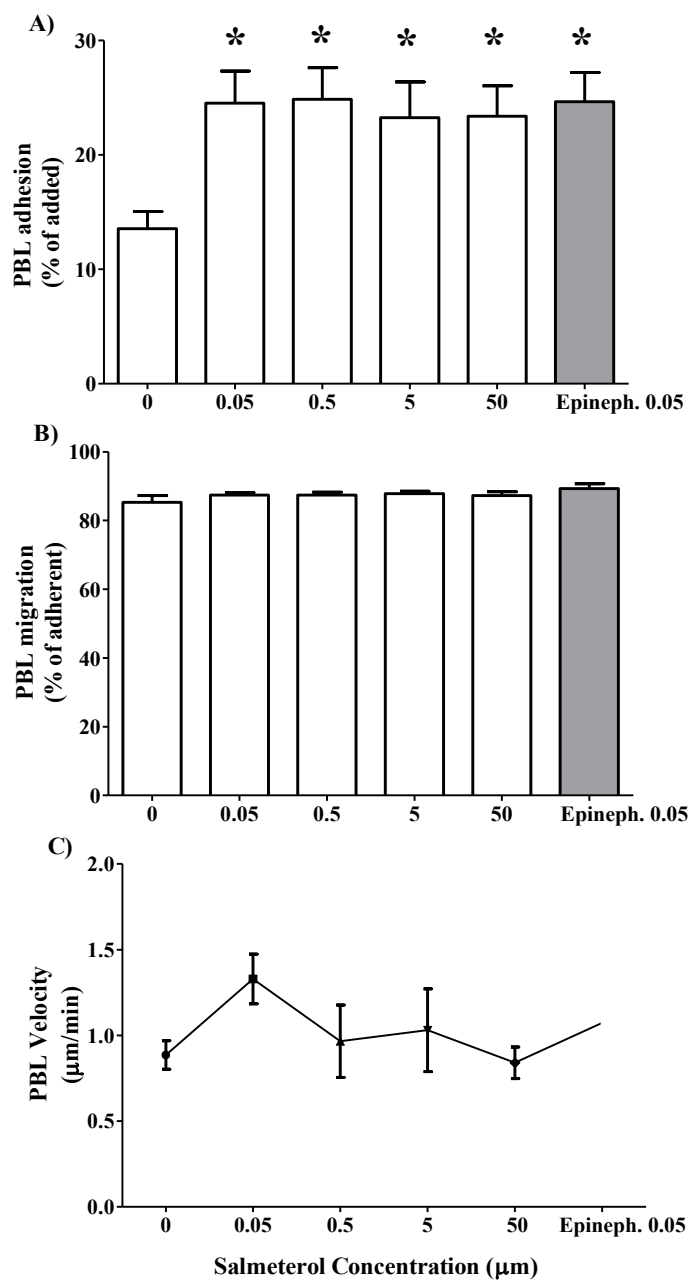 A)
* * * * *
30
20
10
0
PBL adhesion
(% of added)
0 0.05 0.5 5 50 Epineph. 0.05
B)
100
80
60
40
20
0
PBL migration
(% of adherent)
0 0.05 0.5 5 50 Epineph. 0.05
C)
2.0
1.5
1.0
0.5
0.0
PBL Velocity
(μm/min)
0 0.05 0.5 5 50 Epineph. 0.05
Salmeterol Concentration (μm)